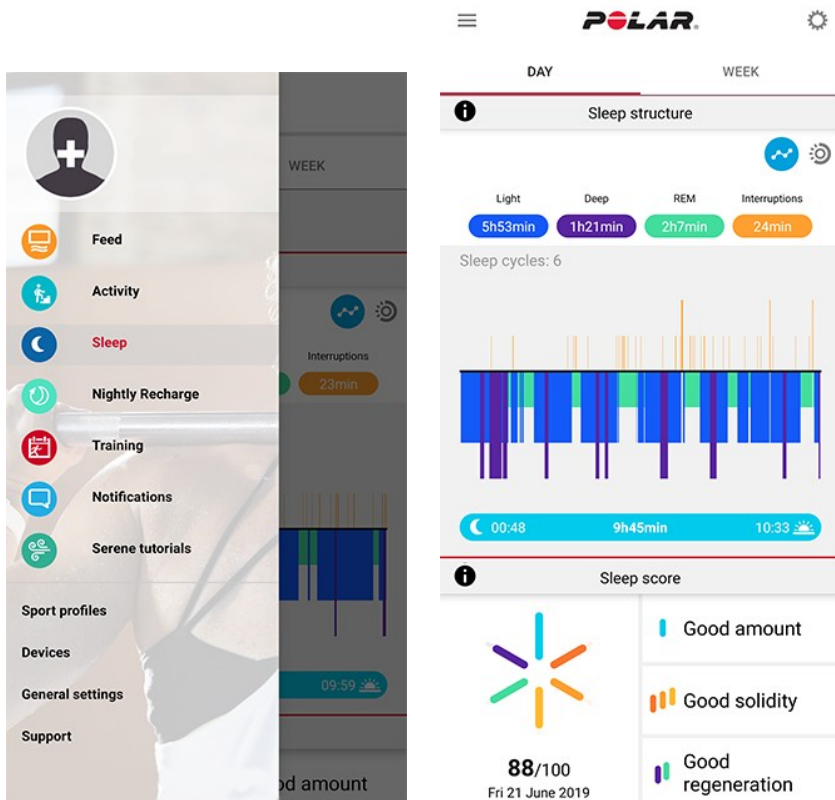 WEEK
Feed
Activity
Sleep
Interruptions
Nightly Recharge
23min
Training
Notifications
Serene tutorials
Sport profiles
Devices
General settings
09:59
Support
od amount
POLAR
DAY
WEEK
i
Sleep structure
Light
Deep
REM
Interruptions
5h53min
1h21min
2h7min
24min
Sleep cycles: 6
00:48
9h45min
10:33
i
Sleep score
Good amount
Good solidity
Good
regeneration
88/100
Fri 21 June 2019